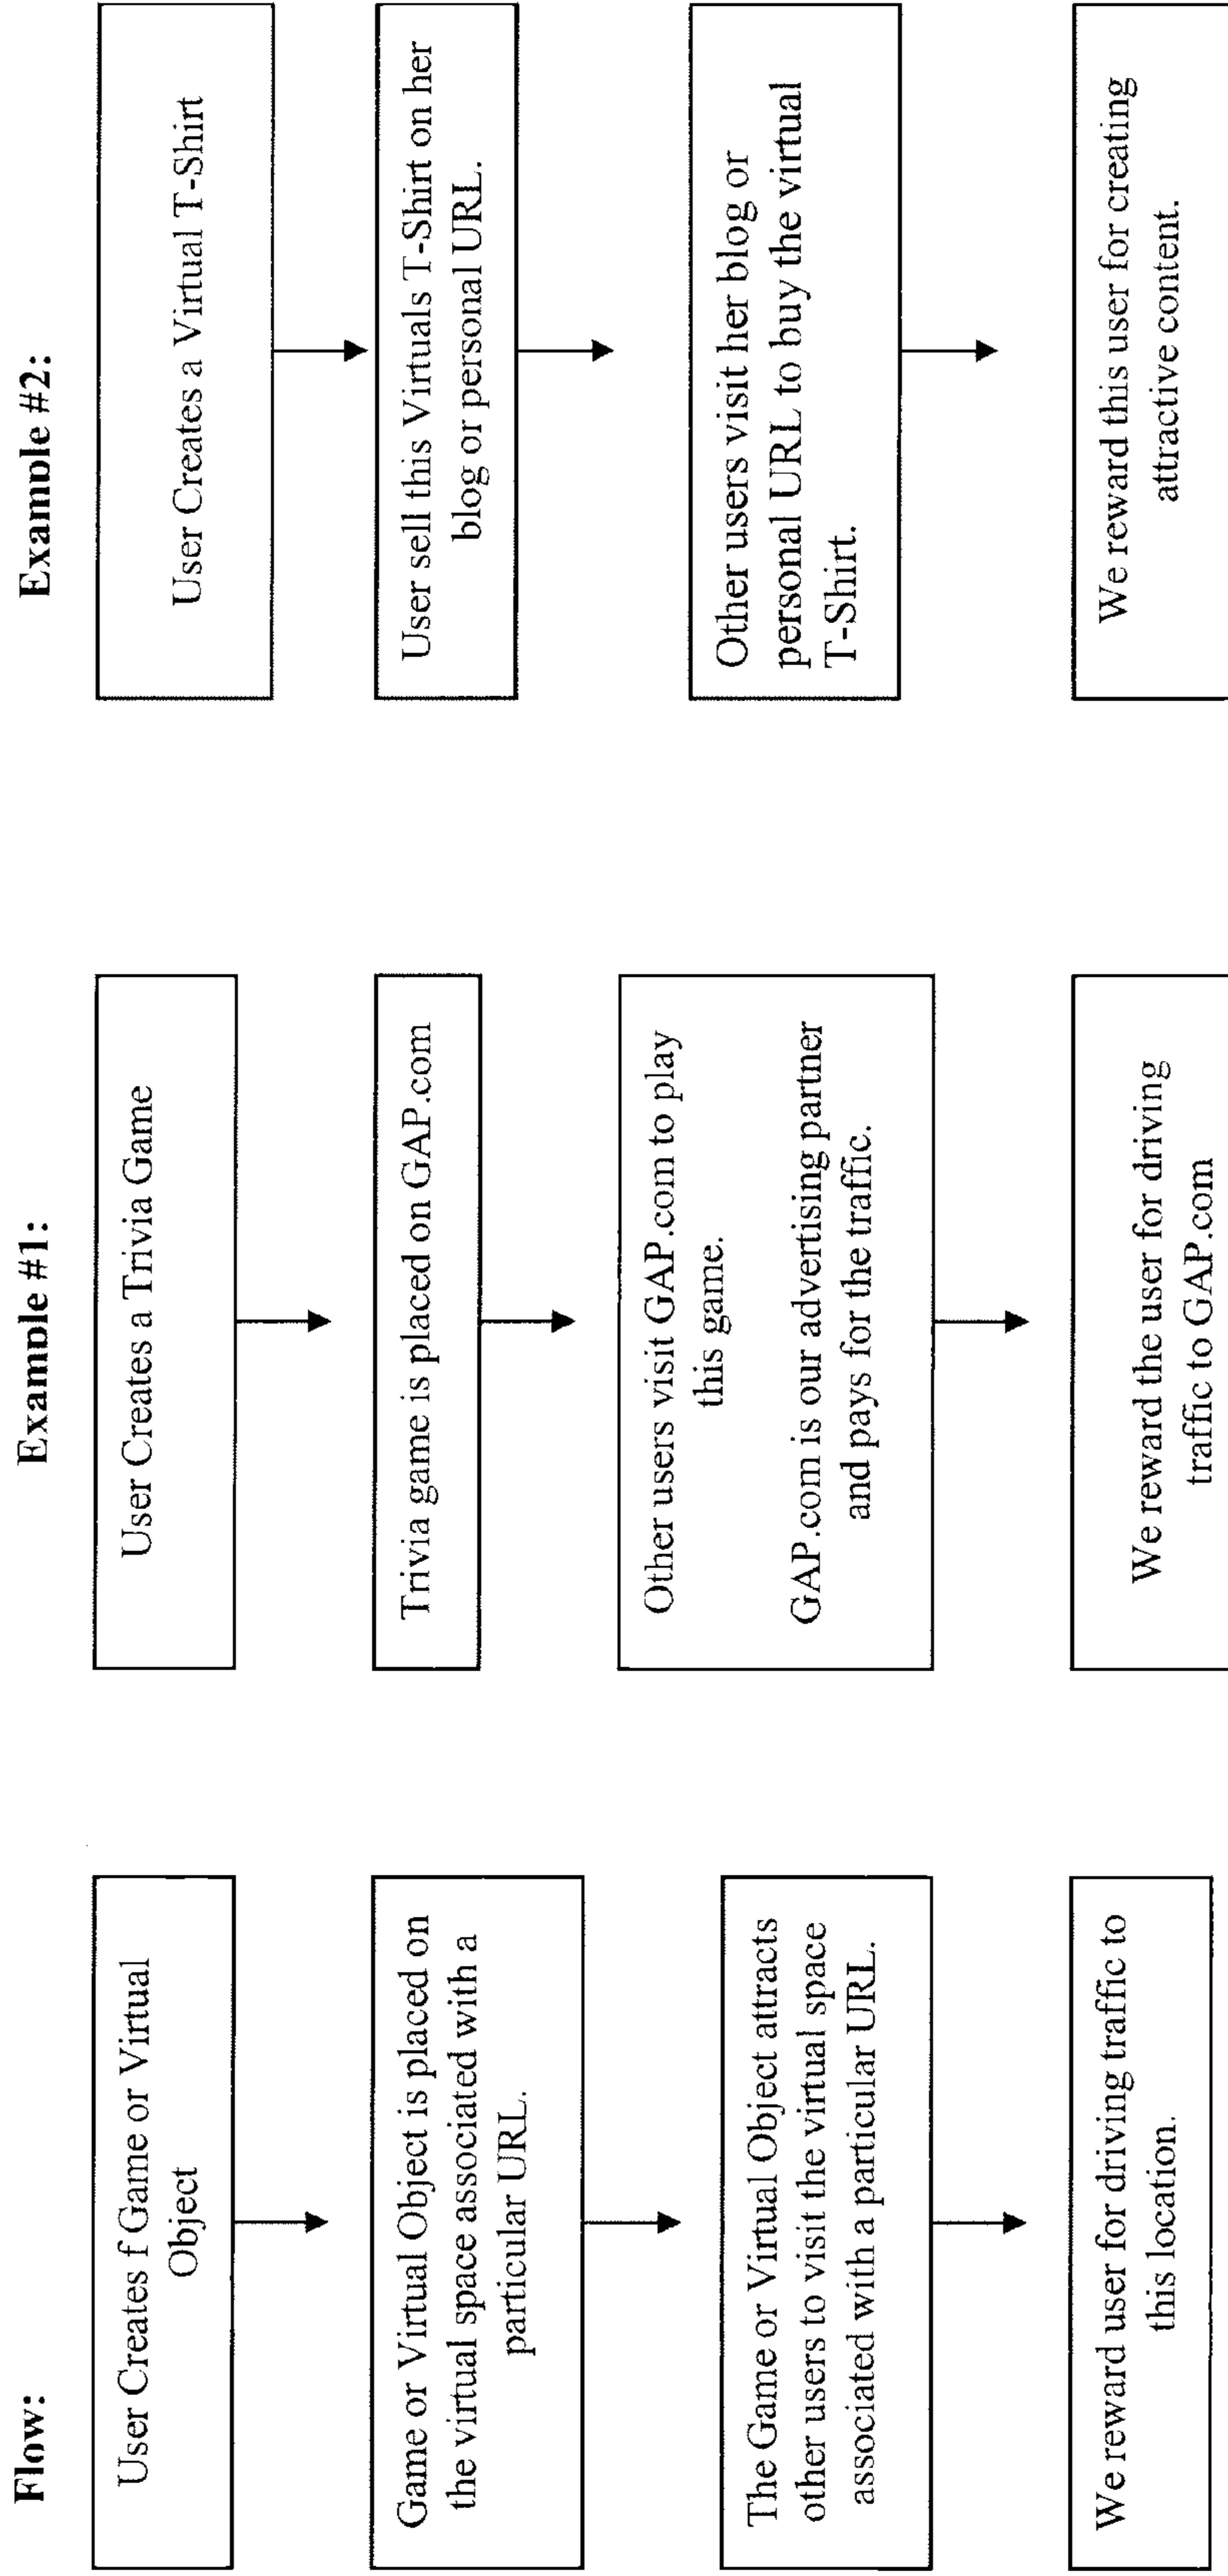 Flow:
User Creates f Game or Virtual
Object
Game or Virtual Object is placed on
the virtual space associated with a
particular URL.
The Game or Virtual Object attracts
other users to visit the virtual space
associated with a particular URL.
We reward user for driving traffic to
this location.
Example #1:
User Creates a Trivia Game
Trivia game is placed on GAP.com
Other users visit GAP.com to play
this game.
GAP.com is our advertising partner
and pays for the traffic.
We reward the user for driving
traffic to GAP.com
Example #2:
User Creates a Virtual T-Shirt
User sell this Virtuals T-Shirt on her
blog or personal URL.
Other users visit her blog or
personal URL to buy the virtual
T-Shirt.
We reward this user for creating
attractive content.